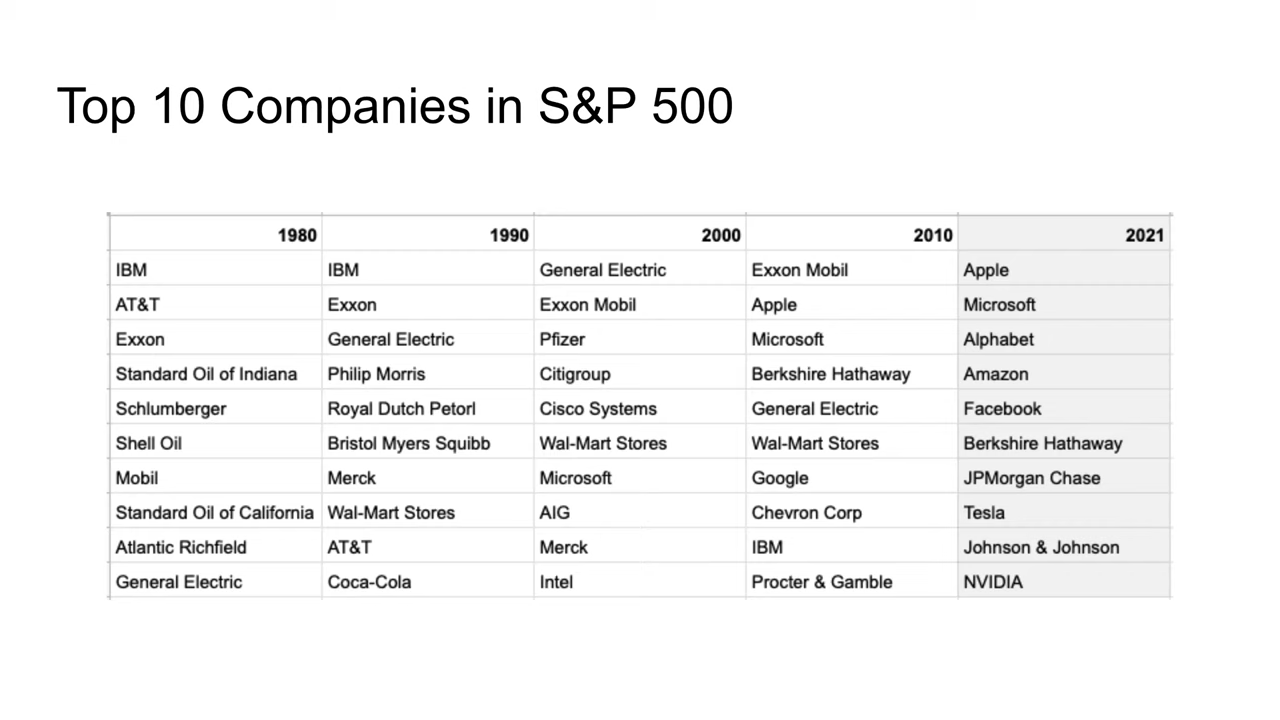 Top 10 Companies in S&P 500
1980 1990 2000 2010 2021
IBM IBM General Electric Exxon Mobil Apple
AT&T Exxon Exxon Mobil Apple Microsoft
Exxon General Electric Pfizer Microsoft Alphabet
Standard Oil of Indiana Philip Morris Citigroup Berkshire Hathaway Amazon
Schlumberger Royal Dutch Petorl Cisco Systems General Electric Facebook
Shell Oil Bristol Myers Squibb Wal-Mart Stores Wal-Mart Stores Berkshire Hathaway
Mobil Merck Microsoft Google JPMorgan Chase
Standard Oil of California Wal-Mart Stores AIG Chevron Corp Tesla
Atlantic Richfield AT&T Merck IBM Johnson & Johnson
General Electric Coca-Cola Intel Procter & Gamble NVIDIA